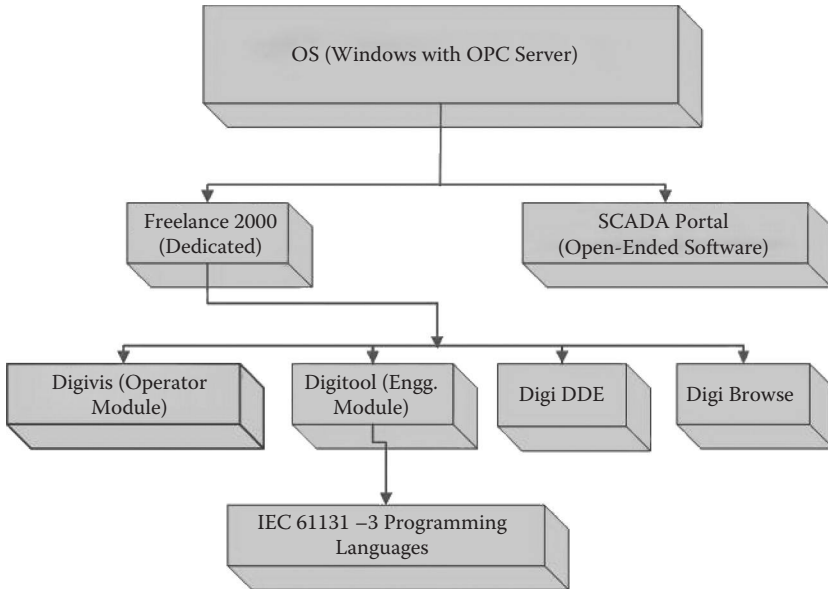 OS (Windows with OPC Server)
Freelance 2000
(Dedicated)
SCADA Portal
(Open-Ended Software)
Digivis (Operator
Module)
Digitool (Engg.
Module)
Digi DDE
Digi Browse
IEC 61131 –3 Programming
Languages